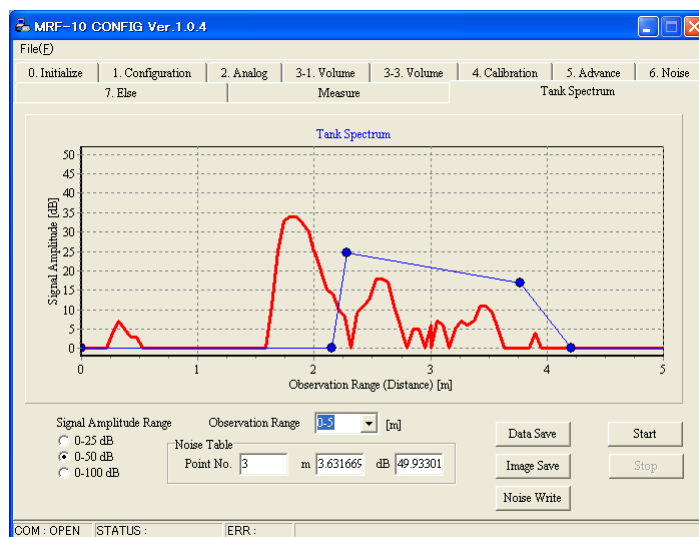 MRF-10 CONFIG Ver.1.0.4
File(F)
0. Initialize 1. Configuration 2. Analog 3-1. Volume 3-3. Volume 4. Calibration 5. Advance 6. Noise
7. Else Measure Tank Spectrum
Tank Spectrum
Signal Amplitude [dB]
50
45
40
35
30
25
20
15
10
5
0
0 1 2 3 4 5
Observation Range (Distance) [m]
Signal Amplitude Range
0-25 dB
0-50 dB
0-100 dB
Observation Range 0-5 [m]
Noise Table
Point No. 3 m 3.631669 dB 49.93301
Data Save Start
Image Save Stop
Noise Write
COM : OPEN STATUS : ERR :